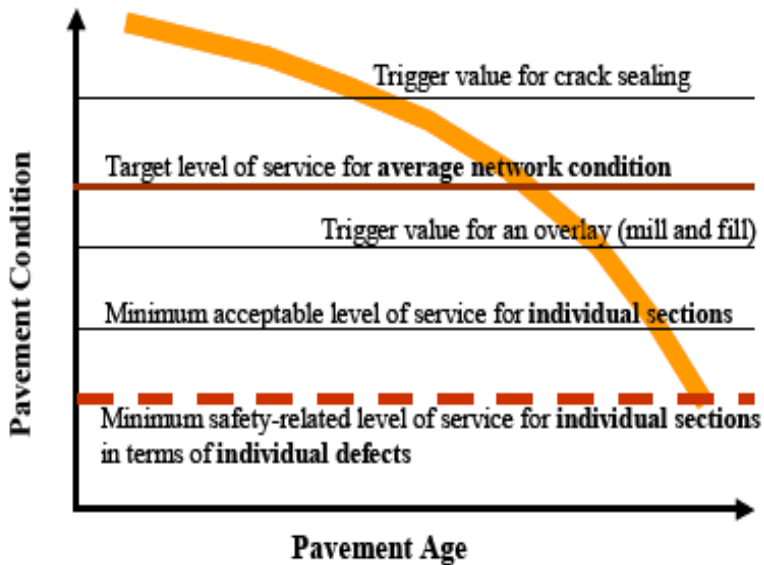 Trigger value for crack sealing
Target level of service for average network condition
Trigger value for an overlay (mill and fill)
Minimum acceptable level of service for individual sections
Minimum safety-related level of service for individual sections
in terms of individual defects
Pavement Condition
Pavement Age